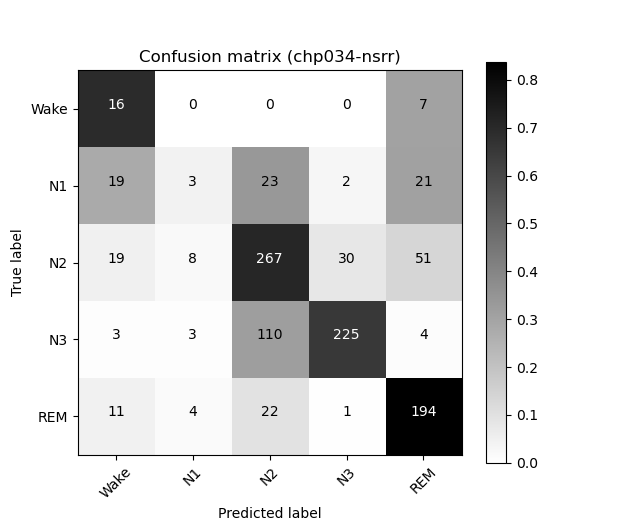 Confusion matrix (chp034-nsrr)
Wake 16 0 0 0 7
N1 19 3 23 2 21
N2 19 8 267 30 51
N3 3 3 110 225 4
REM 11 4 22 1 194
Wake N1 N2 N3 REM
True label
Predicted label
0.8
0.7
0.6
0.5
0.4
0.3
0.2
0.1
0.0